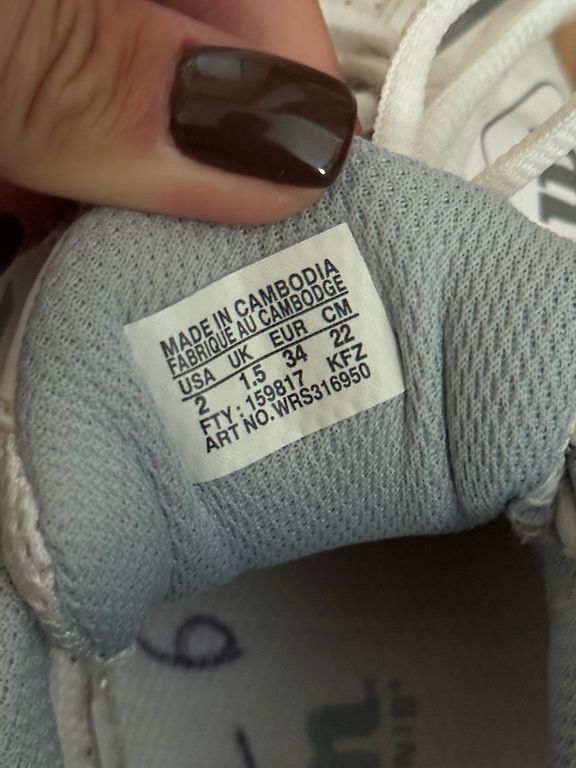 MADE IN CAMBODIA
FABRIQUE AU CAMBODGE
USA UK EUR CM
2 1.5 34 22
FTY : 159817 KFZ
ART NO. WRS316950